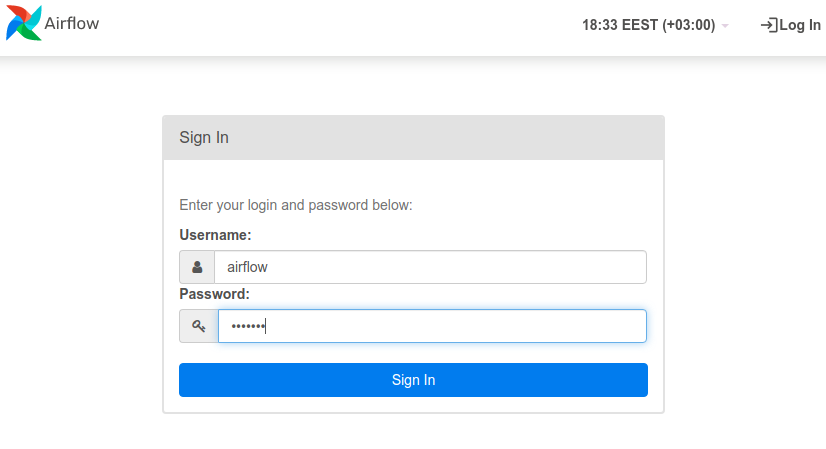 Airflow
18:33 EEST (+03:00)
Log In
Sign In
Enter your login and password below:
Username:
airflow
Password:
•••••••
Sign In